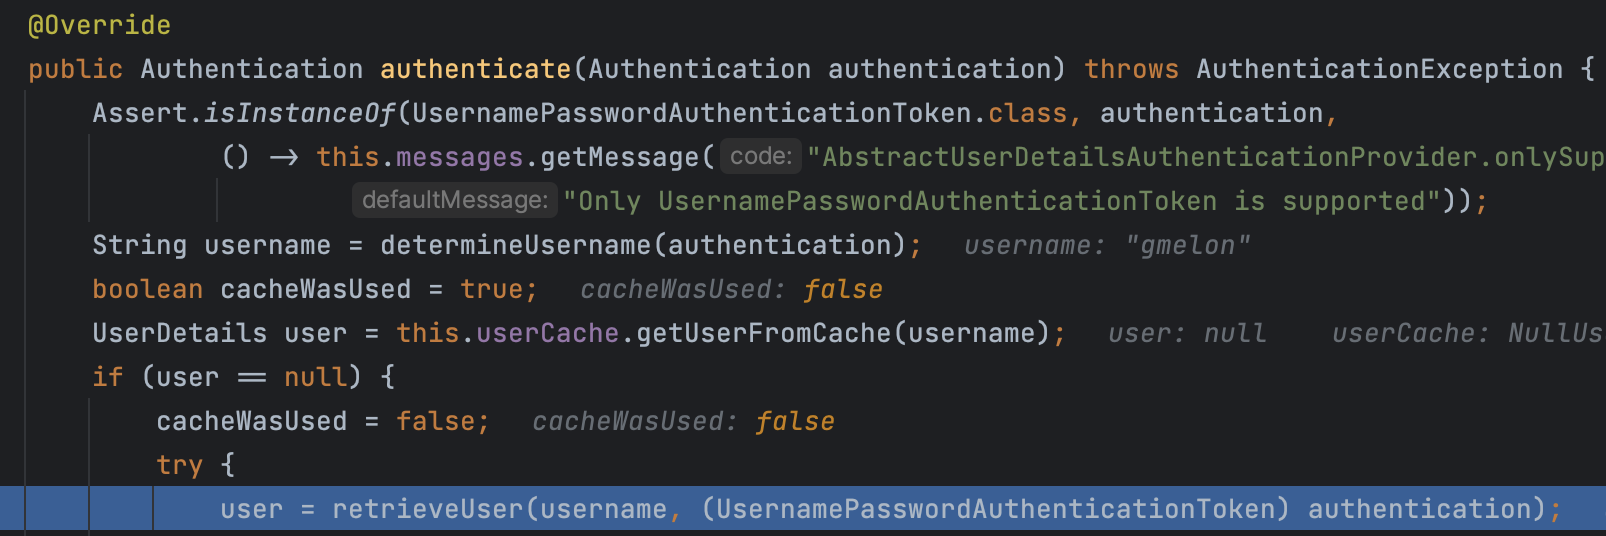 @Override
public Authentication authenticate(Authentication authentication) throws AuthenticationException {
Assert.isInstanceOf(UsernamePasswordAuthenticationToken.class, authentication,
() -> this.messages.getMessage( code: "AbstractUserDetailsAuthenticationProvider.onlySup
defaultMessage: "Only UsernamePasswordAuthenticationToken is supported"));
String username = determineUsername(authentication); username: "gmelon"
boolean cacheWasUsed = true; cacheWasUsed: false
UserDetails user = this.userCache.getUserFromCache(username); user: null userCache: NullUs
if (user == null) {
cacheWasUsed = false; cacheWasUsed: false
try {
user = retrieveUser(username, (UsernamePasswordAuthenticationToken) authentication);